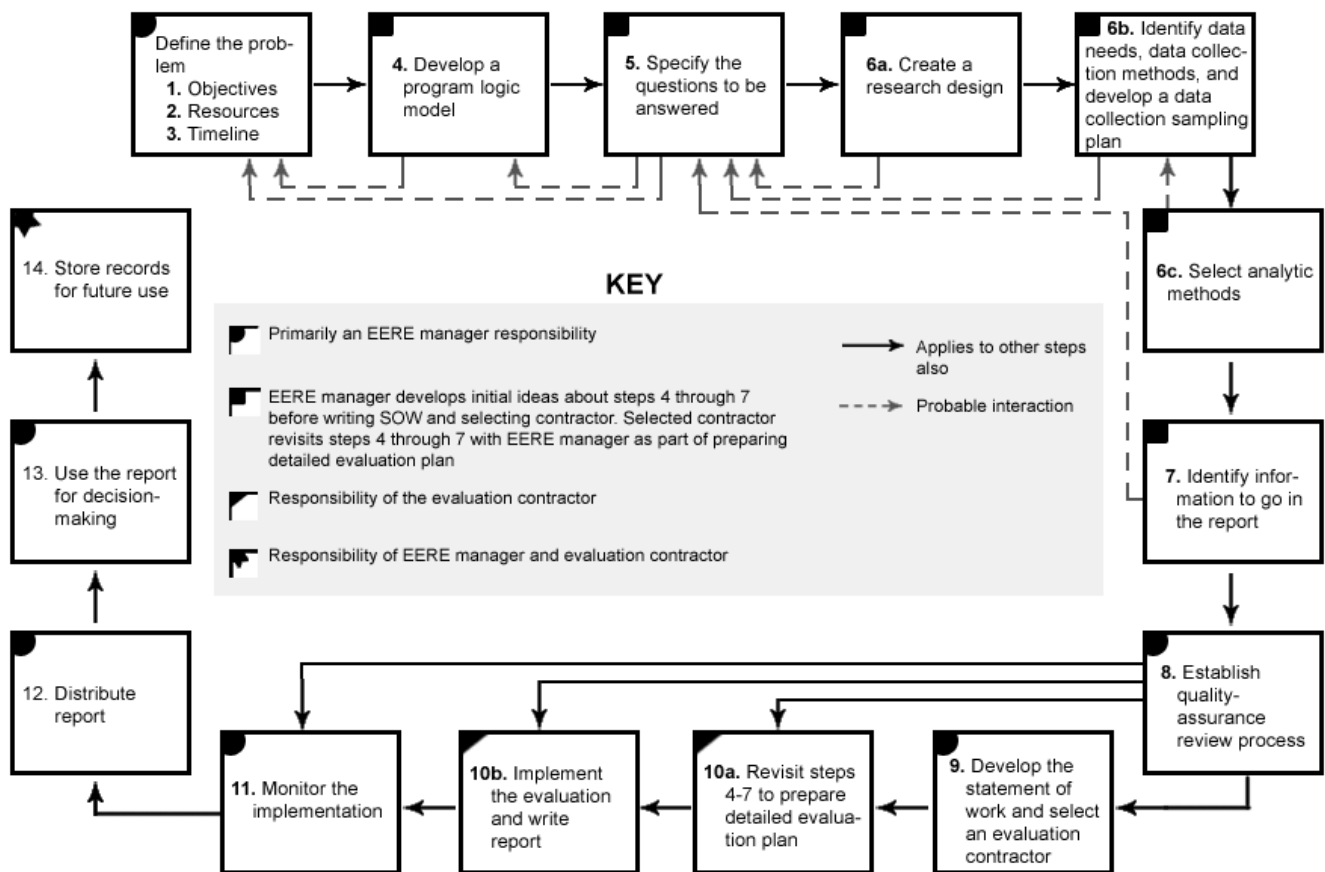 Define the prob-
lem
1. Objectives
2. Resources
3. Timeline
4. Develop a
program logic
model
5. Specify the
questions to be
answered
6a. Create a
research design
6b. Identify data
needs, data collec-
tion methods, and
develop a data
collection sampling
plan
6c. Select analytic
methods
7. Identify infor-
mation to go in
the report
8. Establish
quality-
assurance
review process
9. Develop the
statement of
work and select
an evaluation
contractor
10a. Revisit steps
4-7 to prepare
detailed evalua-
tion plan
10b. Implement
the evaluation
and write
report
11. Monitor the
implementation
12. Distribute
report
13. Use the report
for decision-
making
14. Store records
for future use
KEY
Primarily an EERE manager responsibility
EERE manager develops initial ideas about steps 4 through 7
before writing SOW and selecting contractor. Selected contractor
revisits steps 4 through 7 with EERE manager as part of preparing
detailed evaluation plan
Responsibility of the evaluation contractor
Responsibility of EERE manager and evaluation contractor
Applies to other steps
also
Probable interaction